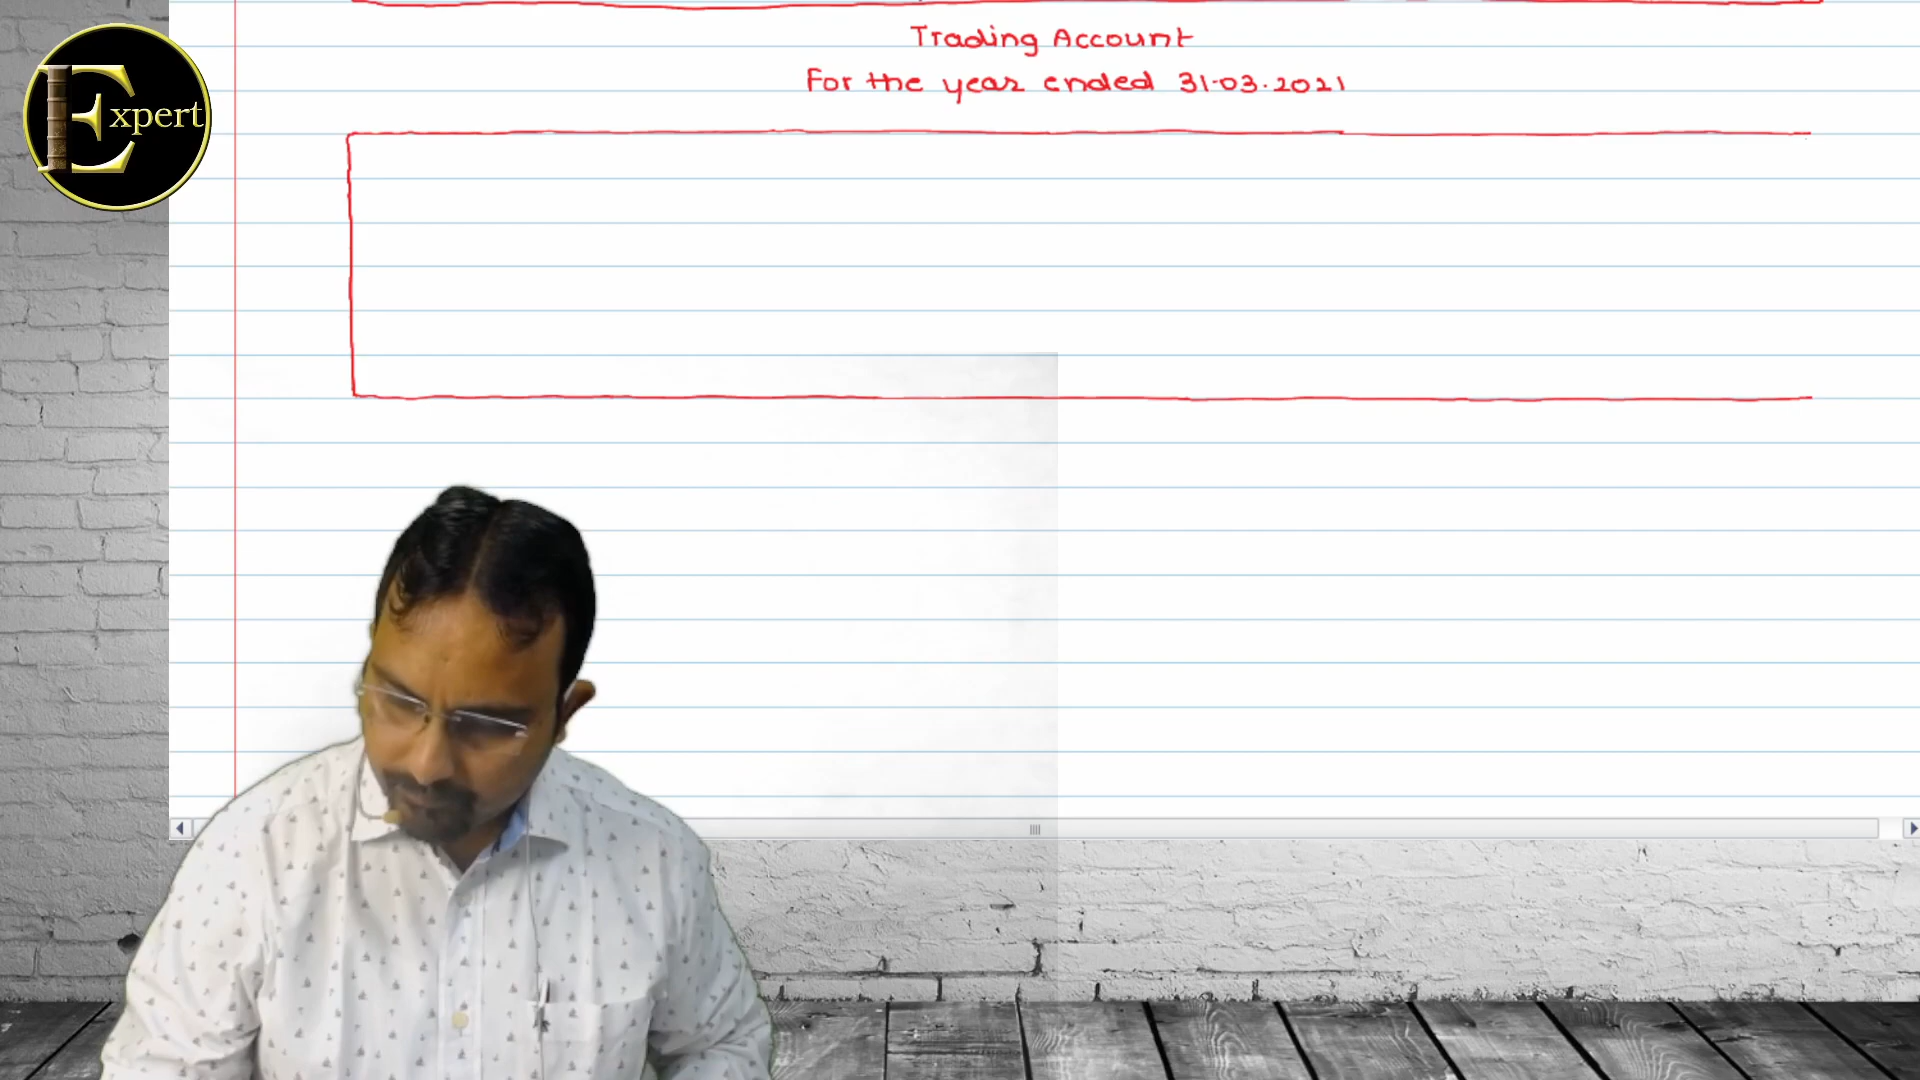 Expert
Trading Account
For the year ended 31.03.2021